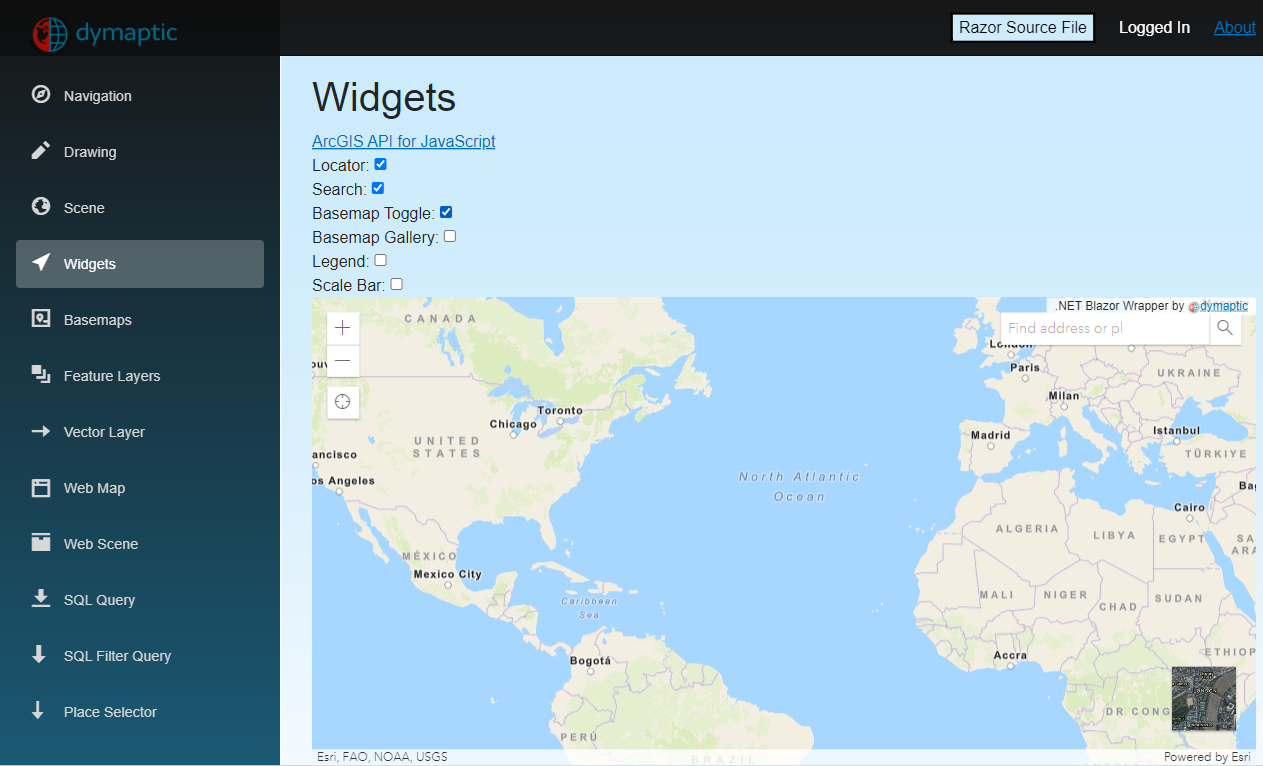 dymaptic
Razor Source File
Logged In
About
Navigation
Drawing
Scene
Widgets
Basemaps
Feature Layers
Vector Layer
Web Map
Web Scene
SQL Query
SQL Filter Query
Place Selector
Widgets
ArcGIS API for JavaScript
Locator:
Search:
Basemap Toggle:
Basemap Gallery:
Legend:
Scale Bar:
.NET Blazor Wrapper by dymaptic
Find address or pl
CANADA
London
Paris
UKRAINE
Milan
Toronto
Chicago
UNITED
STATES
Madrid
Istanbul
TÜRKIYE
ancisco
os Angeles
North Atlantic
Ocean
Cairo
ALGERIA
LIBYA
EGYPT
MÉXICO
Mexico City
Caribbean
Sea
MALI
NIGER
CHAD
SUDAN
Accra
ETHIOP
Bogotá
DR CONG
PERÚ
BRAZIL
Esri, FAO, NOAA, USGS
Powered by Esri